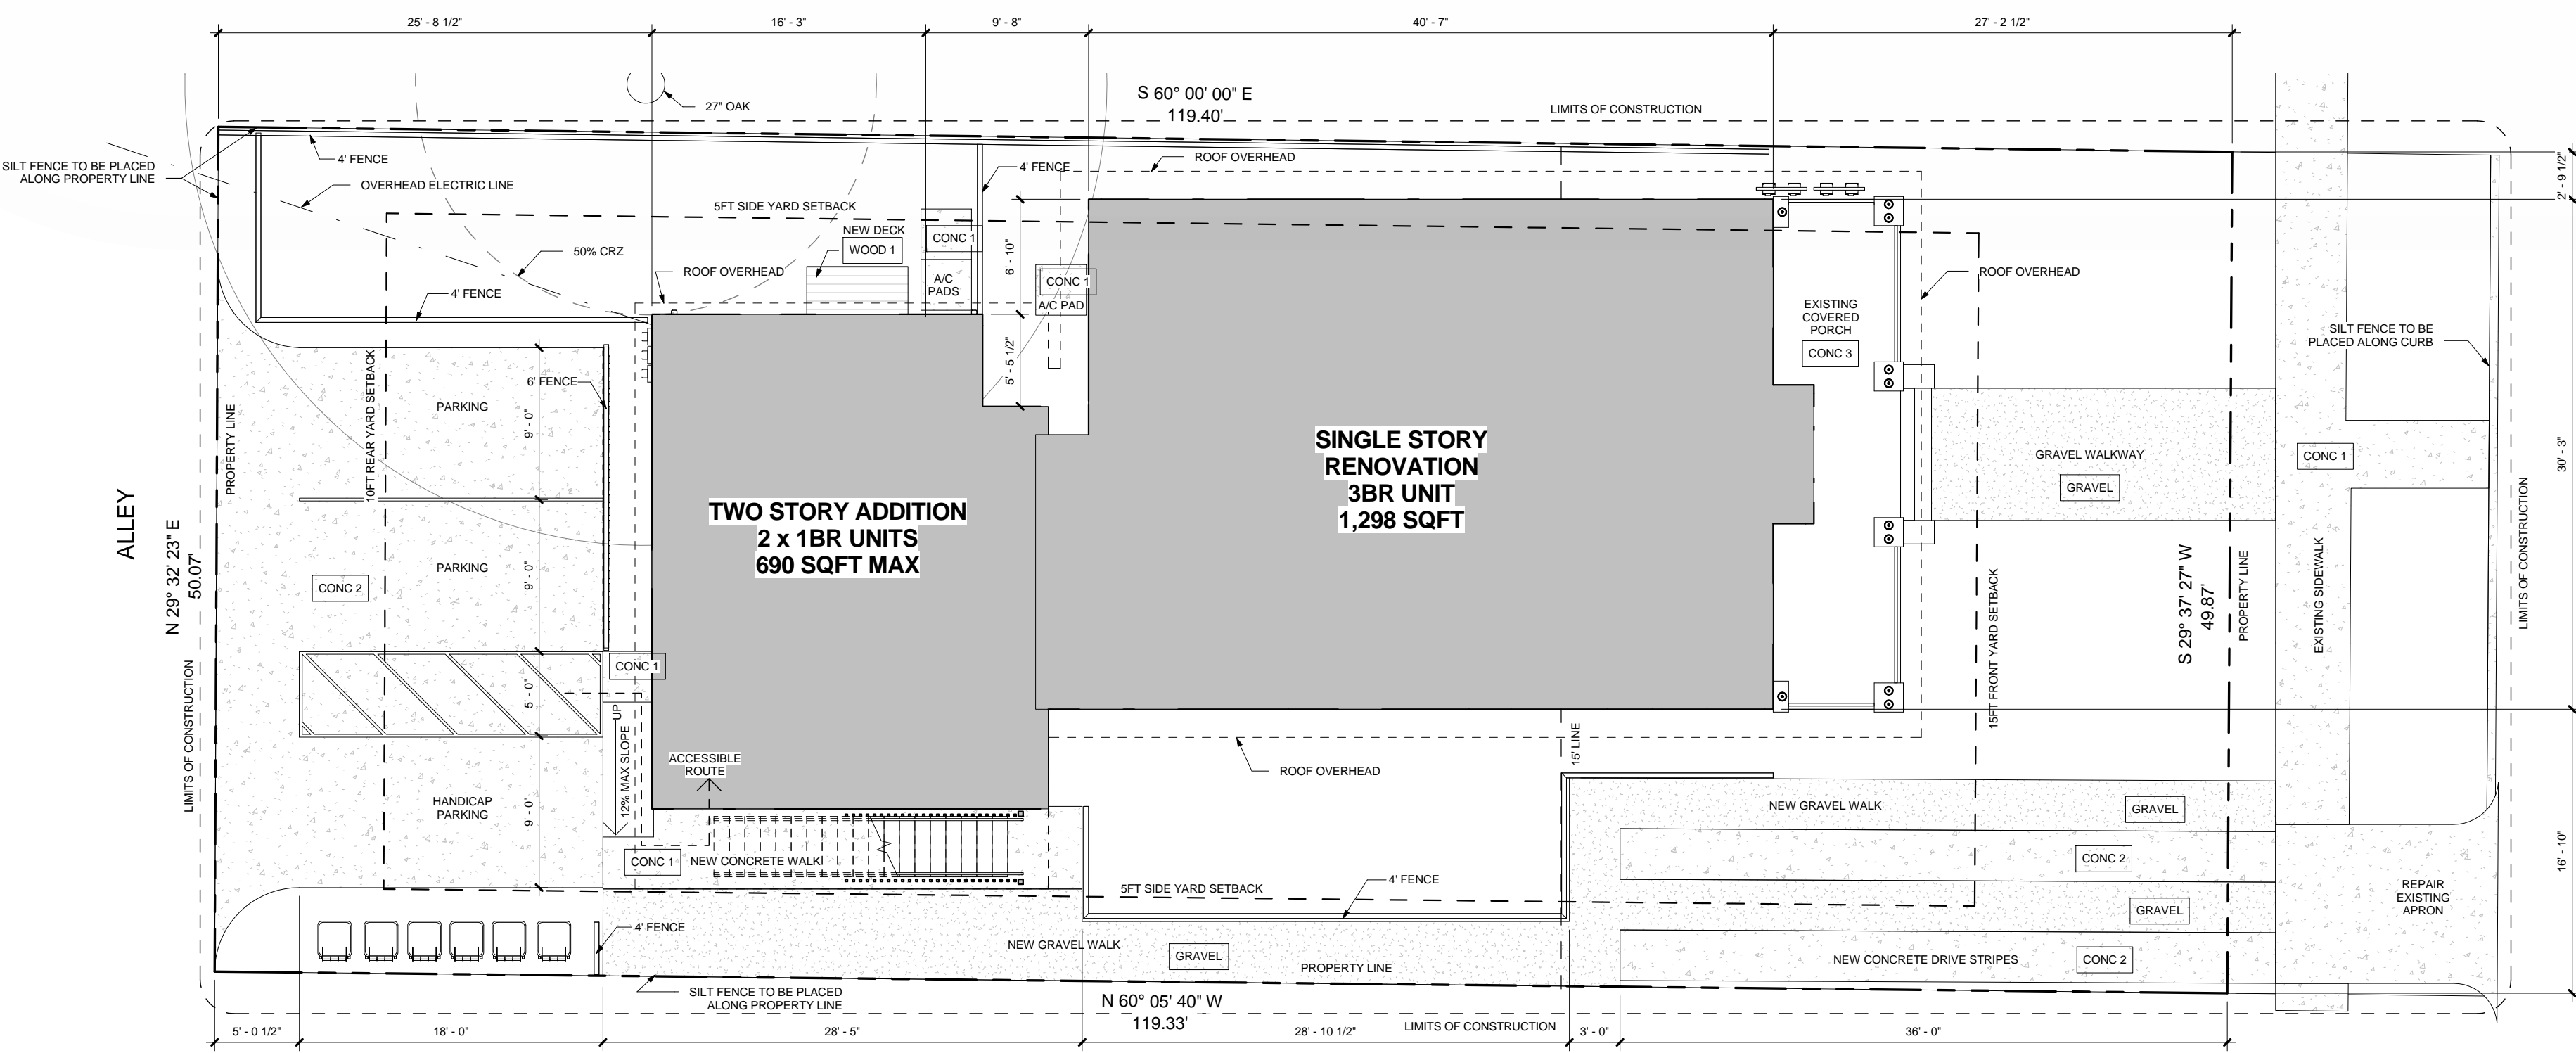 25' - 8 1/2"
16' - 3"
9' - 8"
40' - 7"
27' - 2 1/2"
27" OAK
S 60° 00' 00" E
119.40'
LIMITS OF CONSTRUCTION
SILT FENCE TO BE PLACED
ALONG PROPERTY LINE
4' FENCE
OVERHEAD ELECTRIC LINE
4' FENCE
ROOF OVERHEAD
2' - 9 1/2"
5FT SIDE YARD SETBACK
NEW DECK
WOOD 1
CONC 1
50% CRZ
ROOF OVERHEAD
A/C
PADS
6' - 10"
CONC 1
A/C PAD
4' FENCE
ROOF OVERHEAD
EXISTING
COVERED
PORCH
CONC 3
SILT FENCE TO BE
PLACED ALONG CURB
5' - 5 1/2"
6' FENCE
PARKING
9' - 0"
10FT REAR YARD SETBACK
PROPERTY LINE
SINGLE STORY
RENOVATION
3BR UNIT
1,298 SQFT
GRAVEL WALKWAY
GRAVEL
CONC 1
30' - 3"
ALLEY
N 29° 32' 23" E
50.07'
TWO STORY ADDITION
2 x 1BR UNITS
690 SQFT MAX
PARKING
9' - 0"
CONC 2
LIMITS OF CONSTRUCTION
EXISTING SIDEWALK
PROPERTY LINE
S 29° 37' 27" W
49.87'
15FT FRONT YARD SETBACK
CONC 1
5' - 0"
UP
12% MAX SLOPE
LIMITS OF CONSTRUCTION
ACCESSIBLE
ROUTE
15' LINE
ROOF OVERHEAD
HANDICAP
PARKING
9' - 0"
NEW GRAVEL WALK
GRAVEL
CONC 1
NEW CONCRETE WALK
CONC 2
16' - 10"
5FT SIDE YARD SETBACK
4' FENCE
GRAVEL
REPAIR
EXISTING
APRON
4' FENCE
NEW GRAVEL WALK
GRAVEL
PROPERTY LINE
NEW CONCRETE DRIVE STRIPES
CONC 2
SILT FENCE TO BE PLACED
ALONG PROPERTY LINE
N 60° 05' 40" W
119.33'
LIMITS OF CONSTRUCTION
5' - 0 1/2"
18' - 0"
28' - 5"
28' - 10 1/2"
3' - 0"
36' - 0"